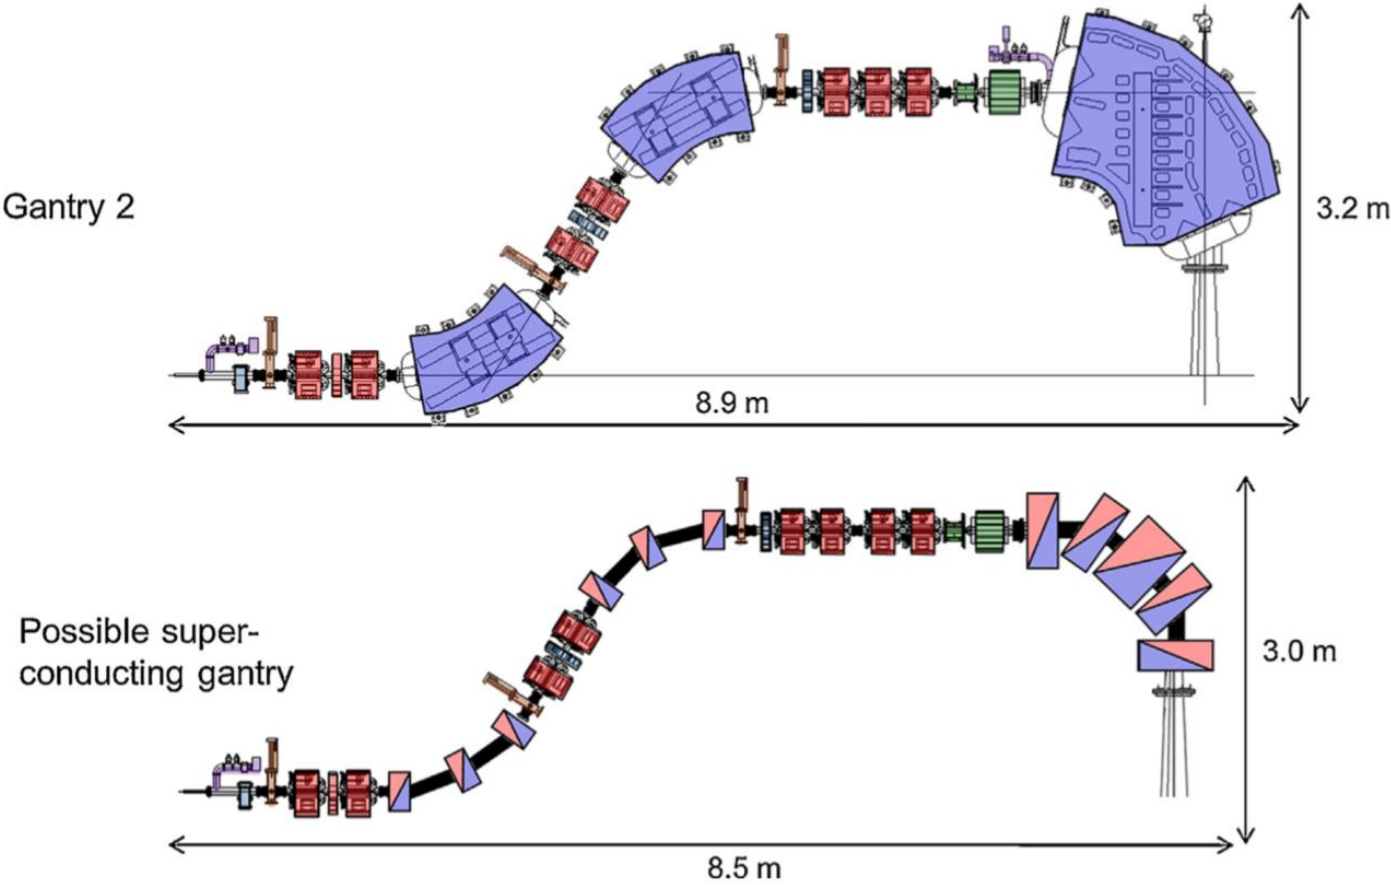 Gantry 2
3.2 m
8.9 m
Possible super-
conducting gantry
3.0 m
8.5 m